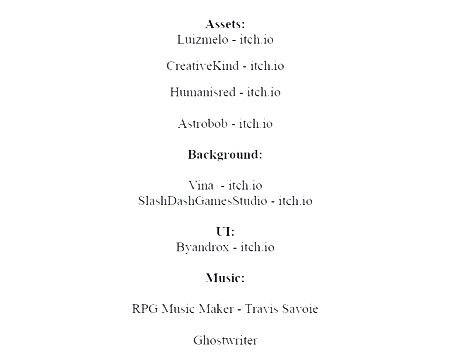 Assets:
Luizmelo - itch.io
CreativeKind - itch.io
Humanisred - itch.io
Astrobob - itch.io
Background:
Vina - itch.io
SlashDashGamesStudio - itch.io
UI:
Byandrox - itch.io
Music:
RPG Music Maker - Travis Savoie
Ghostwriter